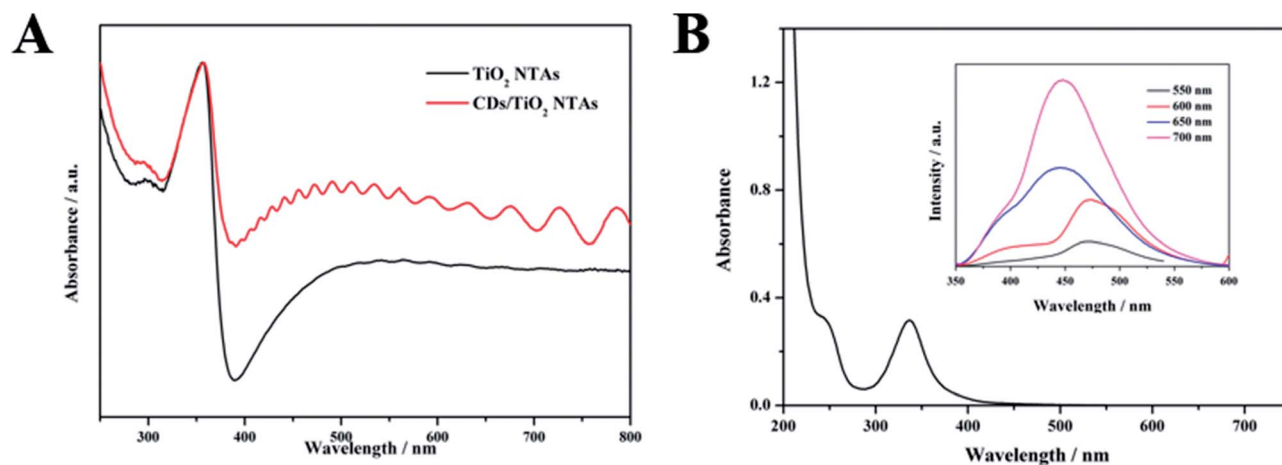 A
TiO2 NTAs
CDs/TiO2 NTAs
Absorbance / a.u.
300 400 500 600 700 800
Wavelength / nm
B
1.2
0.8
0.4
0.0
Absorbance
200 300 400 500 600 700
Wavelength / nm
550 nm
600 nm
650 nm
700 nm
Intensity / a.u.
350 400 450 500 550 600
Wavelength / nm